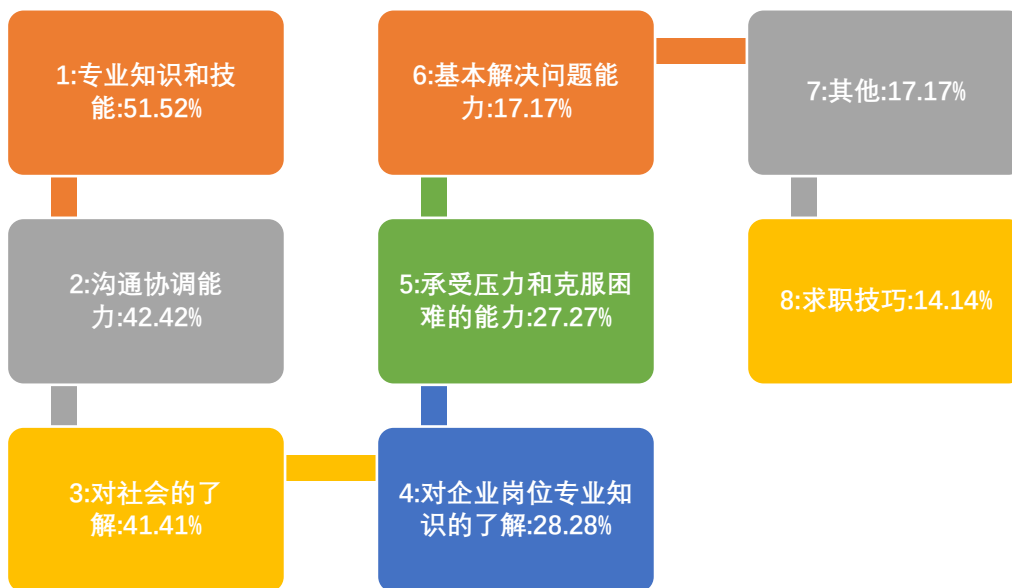 1:专业知识和技
能:51.52%
2:沟通协调能
力:42.42%
3:对社会的了
解:41.41%
4:对企业岗位专业知
识的了解:28.28%
5:承受压力和克服困
难的能力:27.27%
6:基本解决问题能
力:17.17%
7:其他:17.17%
8:求职技巧:14.14%